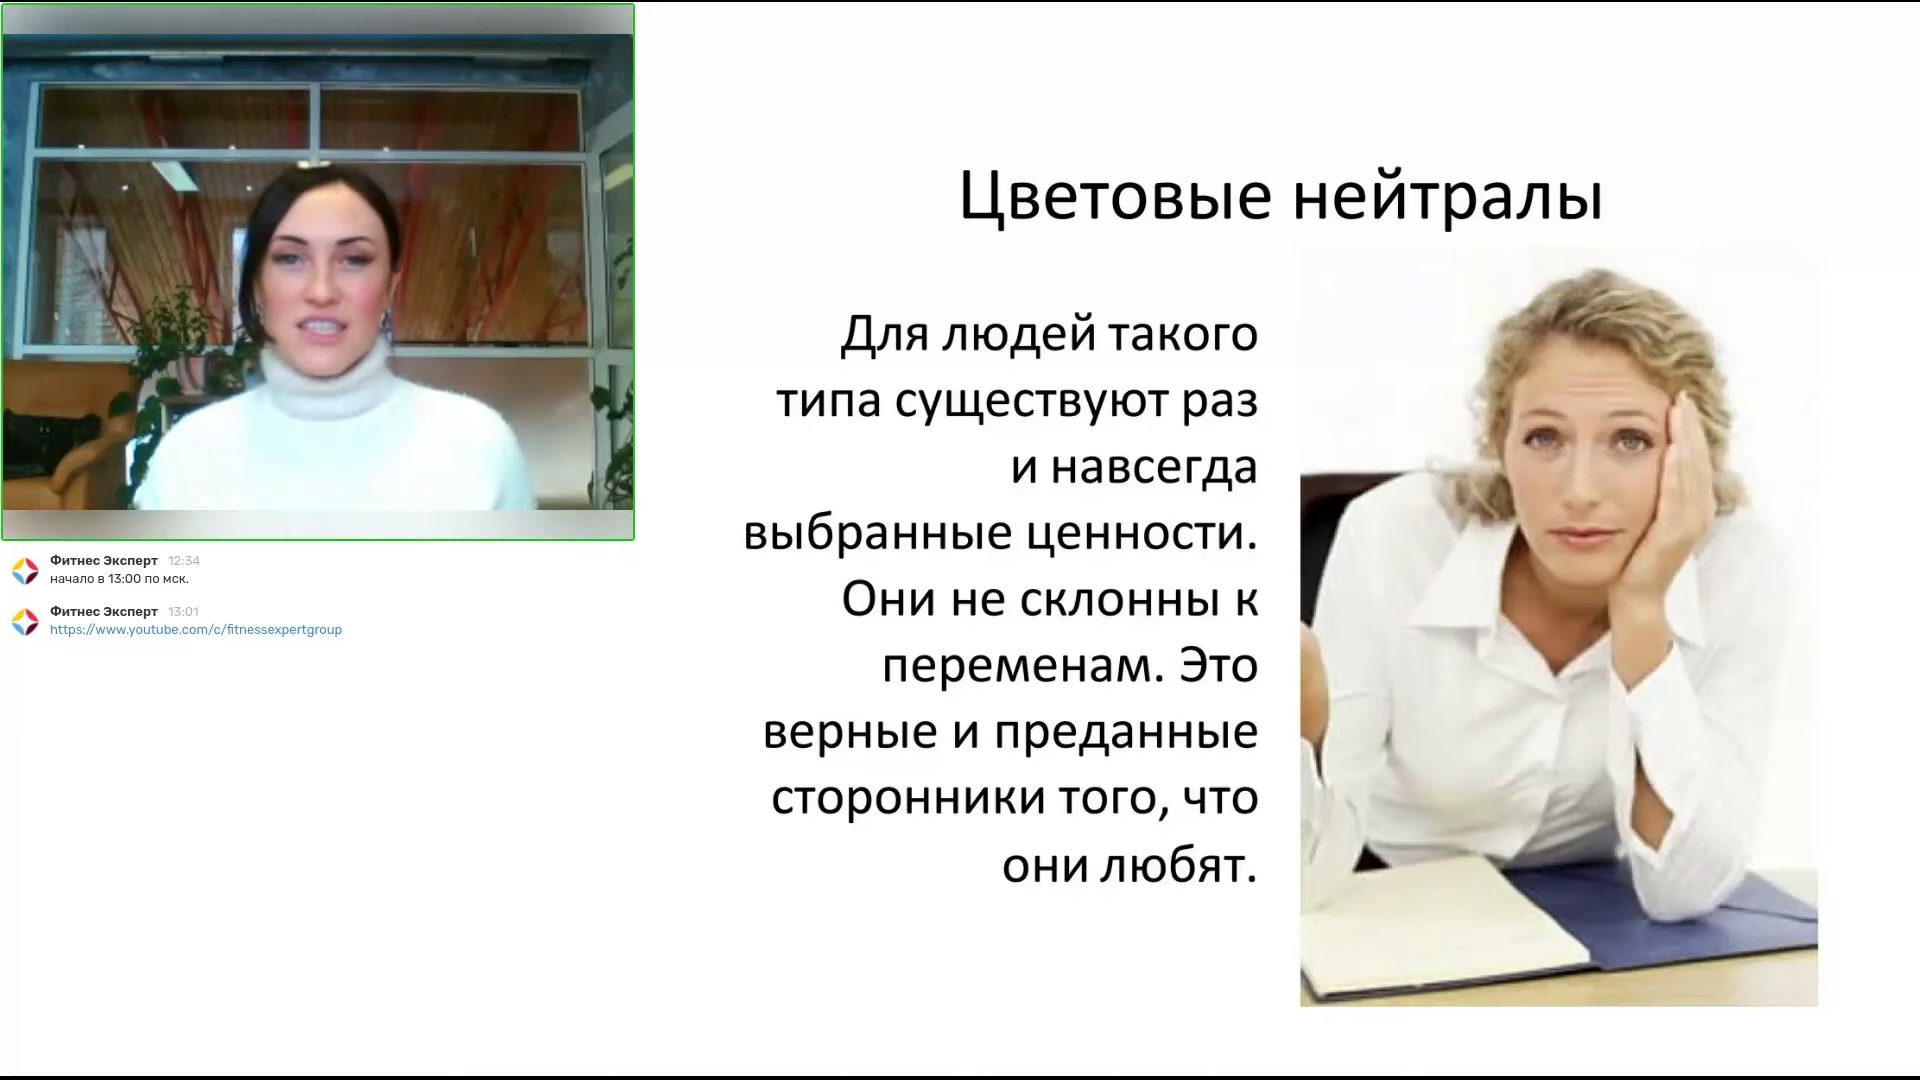 Цветовые нейтралы
Для людей такого
типа существуют раз
и навсегда
выбранные ценности.
Они не склонны к
переменам. Это
верные и преданные
сторонники того, что
они любят.
Фитнес Эксперт 12:34
начало в 13:00 по мск.
Фитнес Эксперт 13:01
https://www.youtube.com/c/fitnessexpertgroup